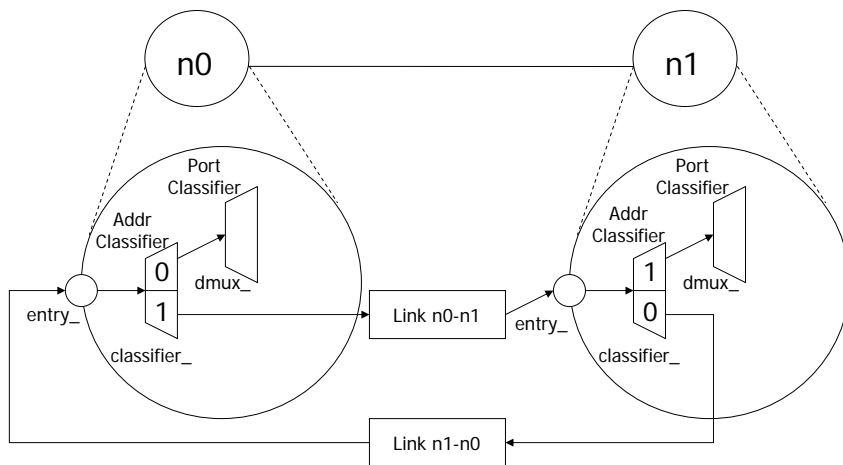 n0
n1
Port
Classifier
Addr
Classifier
0
1
dmux_
entry_
classifier_
Link n0-n1
Port
Classifier
Addr
Classifier
1
0
dmux_
entry_
classifier_
Link n1-n0